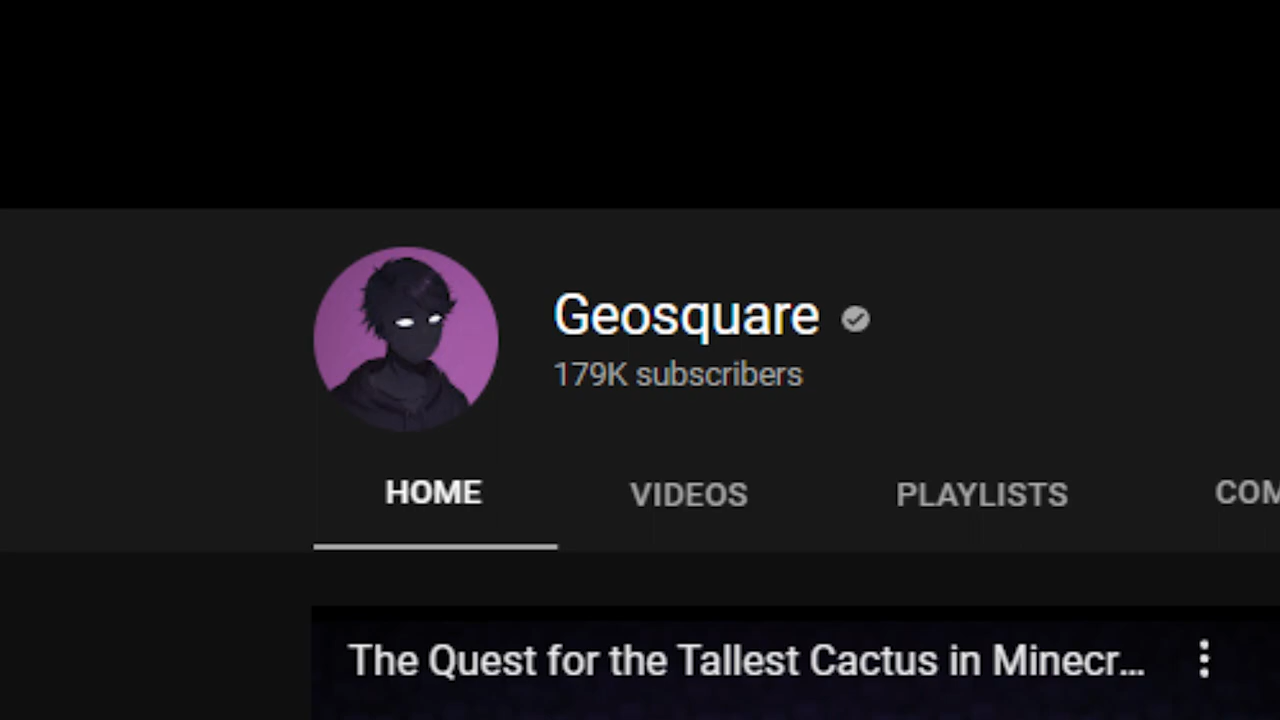 Geosquare
179K subscribers
HOME VIDEOS PLAYLISTS COM
The Quest for the Tallest Cactus in Minecr...